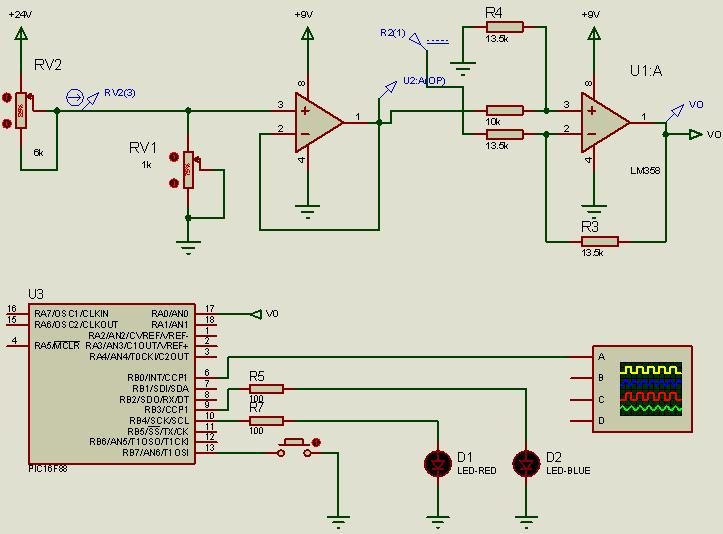 +24V
+9V
R4
+9V
R2(1)
13.5k
RV2
RV2(3)
U2:A(OP)
U1:A
8
8
3
1
2
4
3
1
2
4
10k
13.5k
VO
VO
6k
RV1
1k
LM358
R3
13.5k
U3
16 RA7/OSC1/CLKIN RA0/AN0 17
15 RA6/OSC2/CLKOUT RA1/AN1 18
RA2/AN2/CVREF/VREF- 1
4 RA5/MCLR RA3/AN3/C1OUT/VREF+ 2
RA4/AN4/T0CKI/C2OUT 3
RB0/INT/CCP1 6
RB1/SDI/SDA 7
RB2/SDO/RX/DT 8
RB3/CCP1 9
RB4/SCK/SCL 10
RB5/SS/TX/CK 11
RB6/AN5/T1OSO/T1CKI 12
RB7/AN6/T1OSI 13
PIC16F88
VO
R5
100
R7
100
A
B
C
D
D1
LED-RED
D2
LED-BLUE